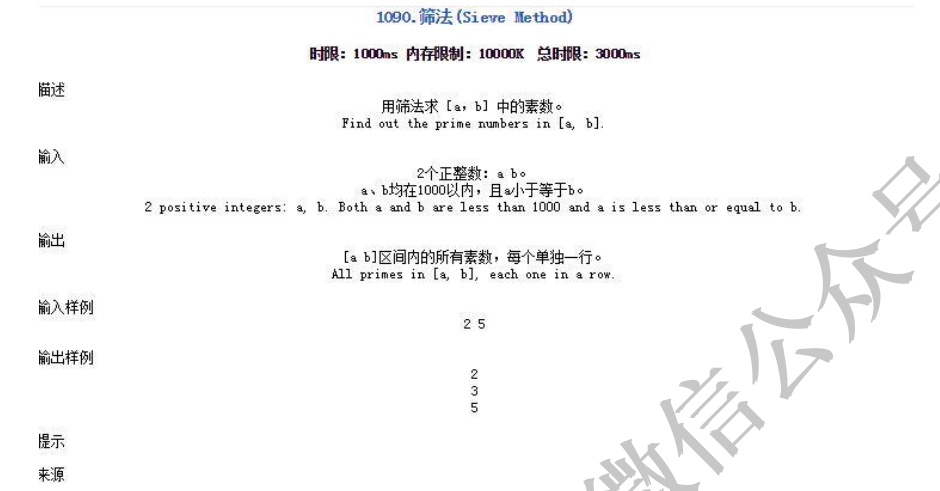 1090.筛法(Sieve Method)
时限：1000ms 内存限制：10000K 总时限：3000ms
描述
用筛法求［a，b］中的素数。
Find out the prime numbers in [a, b].
输入
2个正整数：a b。
a、b均在1000以内，且a小于等于b。
2 positive integers: a, b. Both a and b are less than 1000 and a is less than or equal to b.
输出
[a b]区间内的所有素数，每个单独一行。
All primes in [a, b], each one in a row.
输入样例
2 5
输出样例
2
3
5
提示
来源
微信公众号